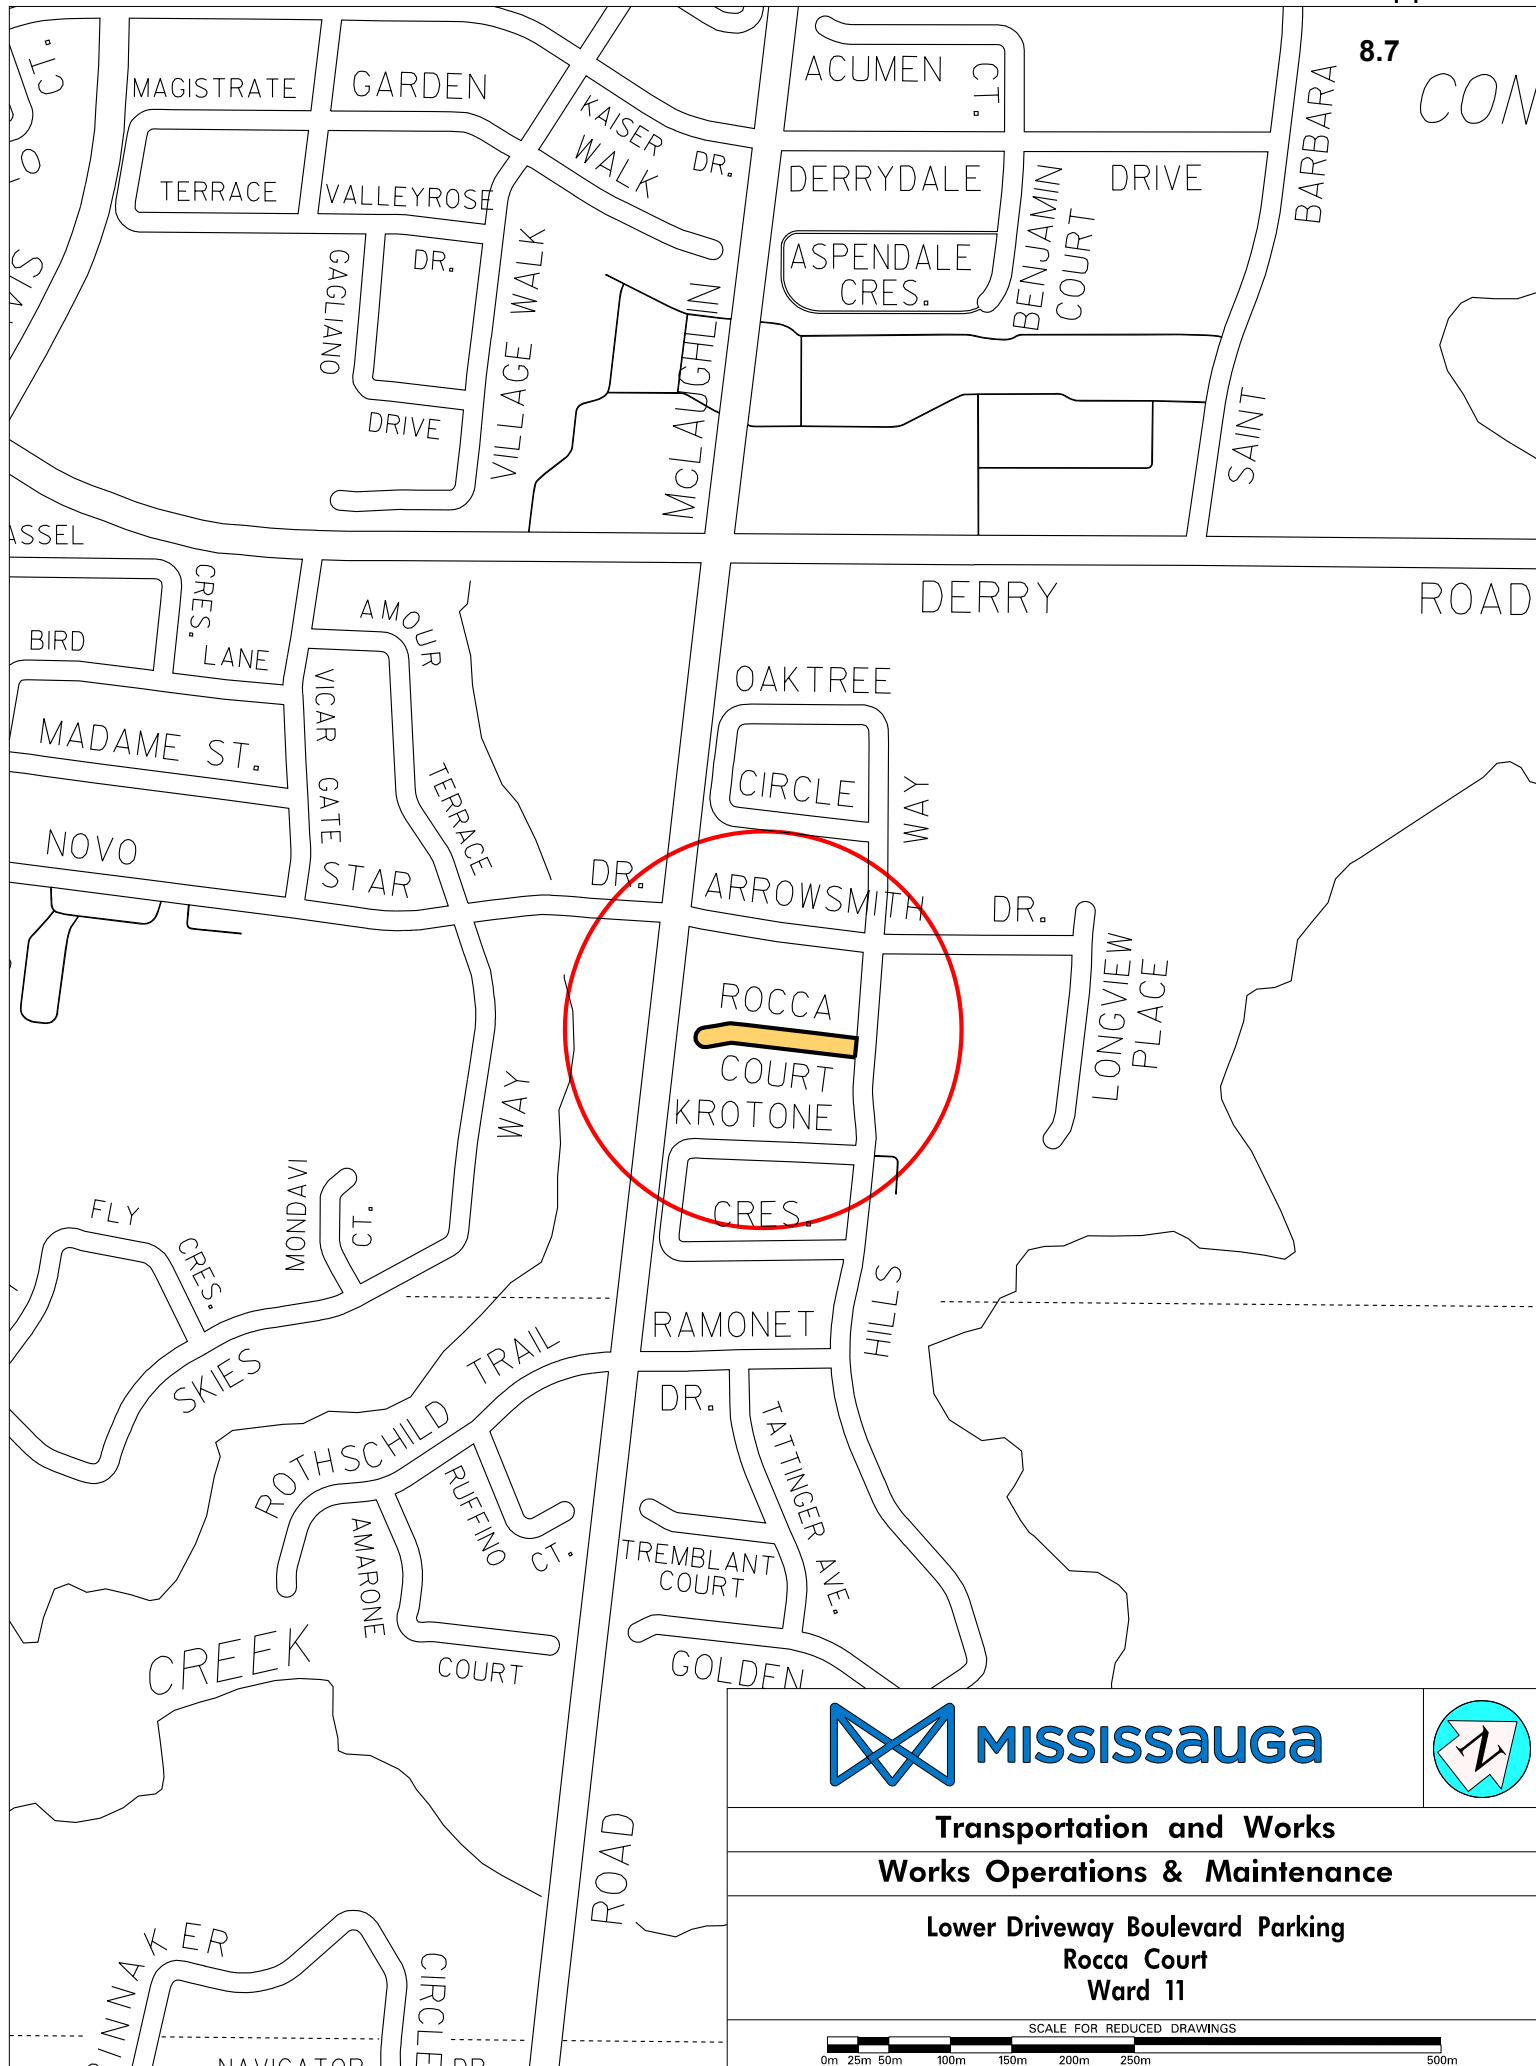 8.7
CON
CT.
MAGISTRATE
GARDEN
KAISER
WALK
DR.
ACUMEN
CT.
BARBARA
TERRACE
VALLEYROSE
DERRYDALE
DRIVE
BENJAMIN
COURT
DR.
GAGLIANO
VILLAGE WALK
ASPENDALE
CRES.
DRIVE
McLAUGHLIN
SAINT
CRES.
DERRY
ROAD
BIRD
LANE
AMOUR
TERRACE
OAKTREE
CIRCLE
WAY
MADAME ST.
VICAR GATE
NOVO
STAR
DR.
ARROWSMITH
DR.
ROCCA
COURT
LONGVIEW
PLACE
KROTONE
CRES.
WAY
MONDAVI
CT.
FLY
CRES.
HILLS
RAMONET
DR.
SKIES
ROTHSCHILD TRAIL
TATTINGER AVE.
RUFFINO
CT.
AMARONE
COURT
TREMBLANT
COURT
GOLDEN
CREEK
ROAD
CIRCLE
NAVIGATOR
DR.
MISSISSAUGA
N
Transportation and Works
Works Operations & Maintenance
Lower Driveway Boulevard Parking
Rocca Court
Ward 11
SCALE FOR REDUCED DRAWINGS
0m 25m 50m 100m 150m 200m 250m 500m